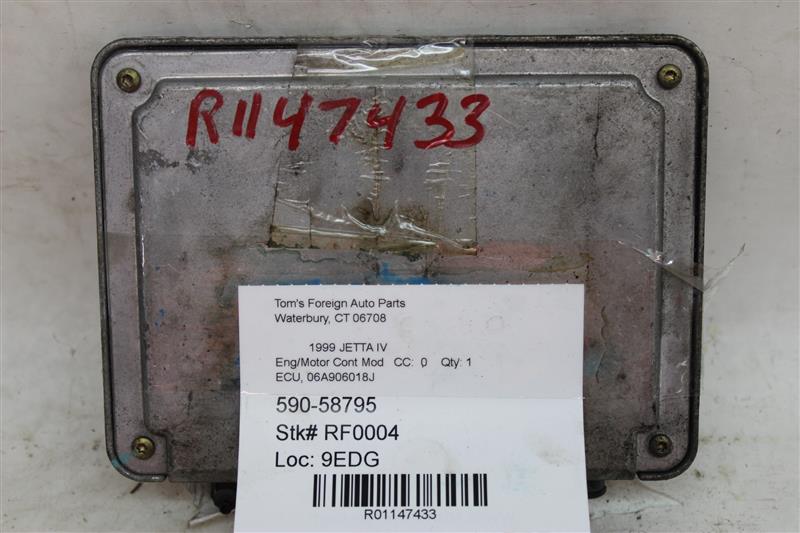 R1147433
Tom's Foreign Auto Parts
Waterbury, CT 06708
1999 JETTA IV
Eng/Motor Cont Mod CC: 0 Qty: 1
ECU, 06A906018J
590-58795
Stk# RF0004
Loc: 9EDG
R01147433